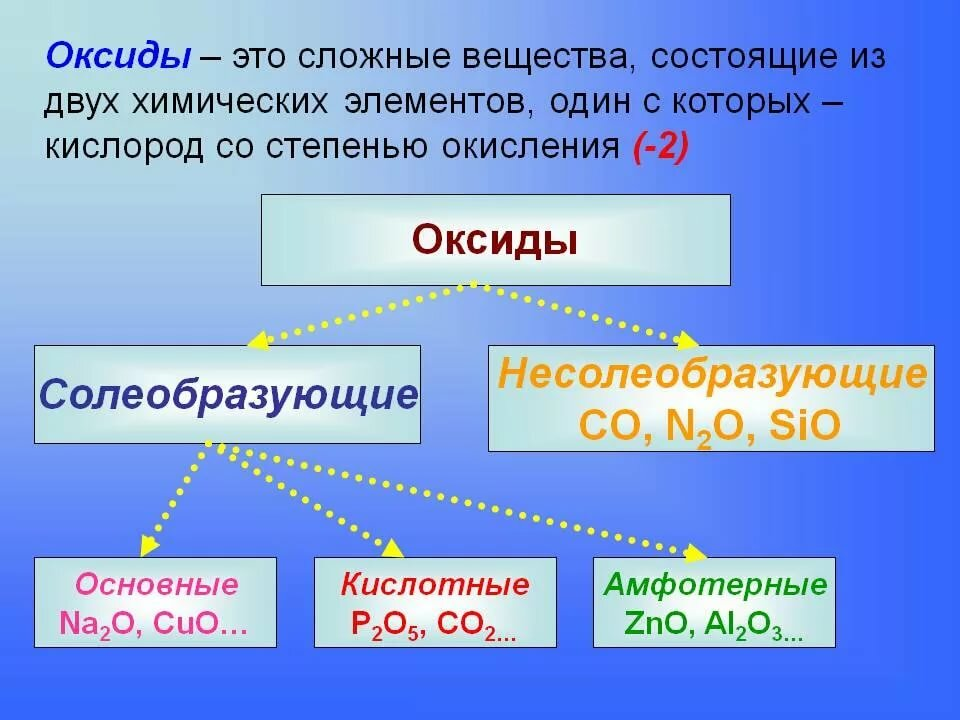 Оксиды – это сложные вещества, состоящие из
двух химических элементов, один с которых –
кислород со степенью окисления (-2)
Оксиды
Солеобразующие
Несолеобразующие
CO, N₂O, SiO
Основные
Na₂O, CuO…
Кислотные
P₂O₅, CO₂…
Амфотерные
ZnO, Al₂O₃…